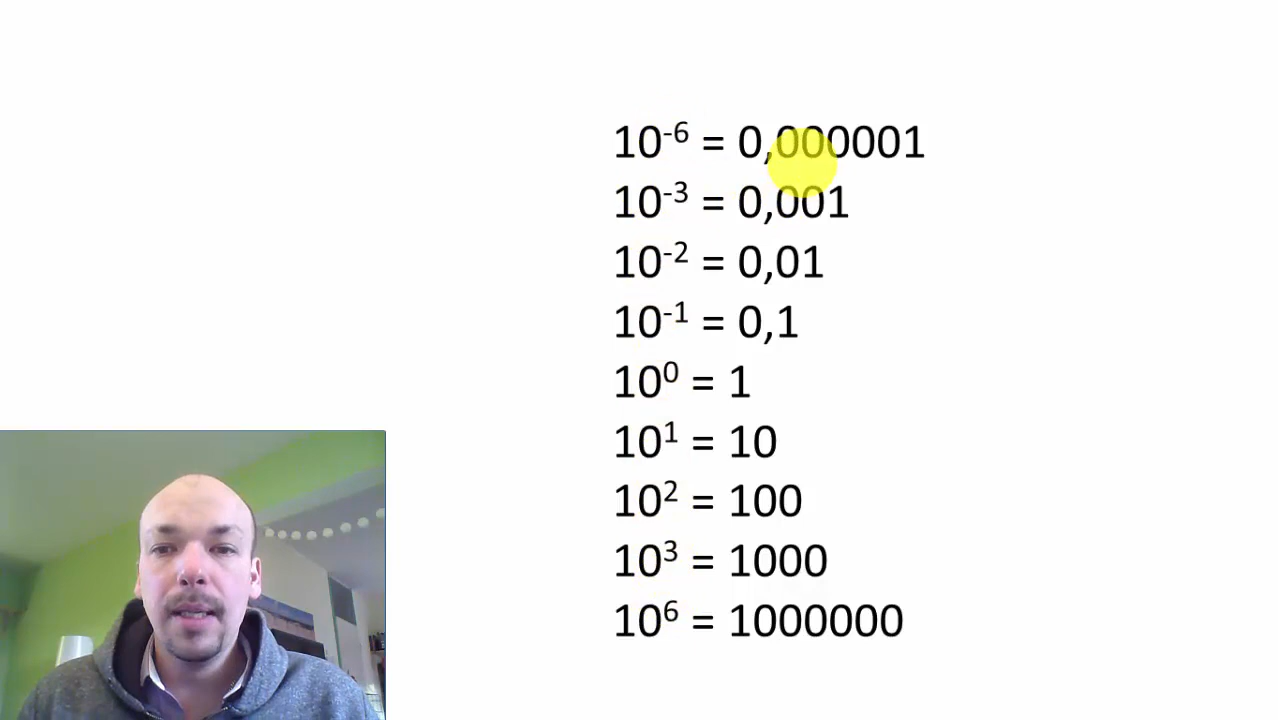 10⁻⁶ = 0,000001
10⁻³ = 0,001
10⁻² = 0,01
10⁻¹ = 0,1
10⁰ = 1
10¹ = 10
10² = 100
10³ = 1000
10⁶ = 1000000